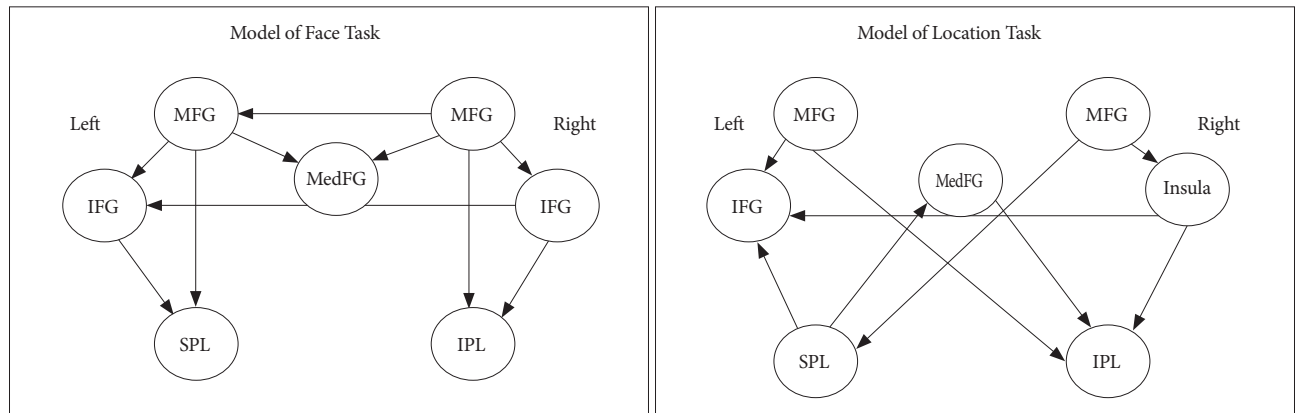 Model of Face Task
MFG
MFG
Left
Right
MedFG
IFG
IFG
SPL
IPL
Model of Location Task
MFG
MFG
Left
Right
MedFG
Insula
IFG
SPL
IPL